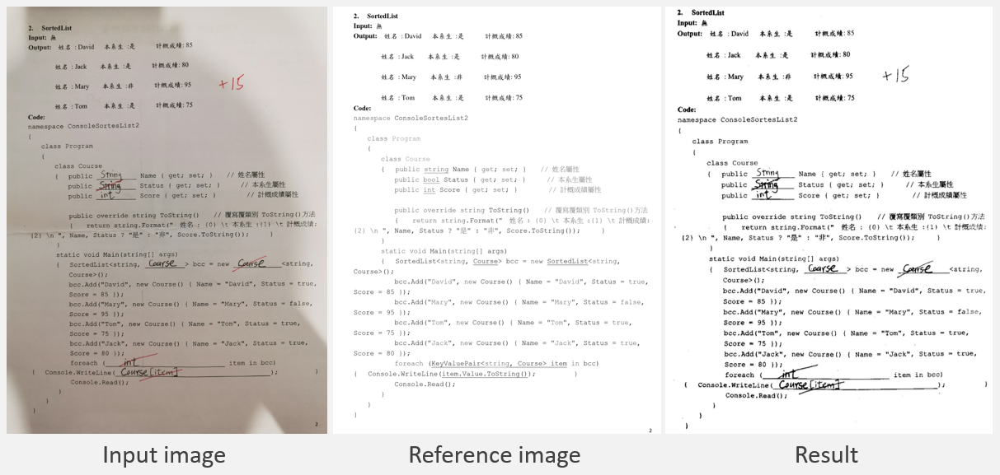 2. SortedList
Input: 無
Output: 姓名 : David 本系生 :是 計概成績: 85
姓名 : Jack 本系生 :是 計概成績: 80
姓名 : Mary 本系生 :非 計概成績: 95
+15
姓名 : Tom 本系生 :是 計概成績: 75
Code:
namespace ConsoleSortesList2
{
class Program
{
class Course
{ public String Name { get; set; } // 姓名屬性
public String Status { get; set; } // 本系生屬性
public int Score { get; set; } // 計概成績屬性
public override string ToString() // 覆寫覆類別 ToString()方法
{ return string.Format(" 姓名 : {0} \t 本系生 :{1} \t 計概成績:
{2} \n ", Name, Status ? "是" : "非", Score.ToString()); }
}
static void Main(string[] args)
{ SortedList<string, Coarse > bcc = new Course <string,
Course>();
bcc.Add("David", new Course() { Name = "David", Status = true,
Score = 85 });
bcc.Add("Mary", new Course() { Name = "Mary", Status = false,
Score = 95 });
bcc.Add("Tom", new Course() { Name = "Tom", Status = true,
Score = 75 });
bcc.Add("Jack", new Course() { Name = "Jack", Status = true,
Score = 80 });
foreach ( int item in bcc)
{ Console.WriteLine( Course[item] ); }
Console.Read();
}
}
}
2
Input image
2. SortedList
Input: 無
Output: 姓名 : David 本系生 :是 計概成績: 85
姓名 : Jack 本系生 :是 計概成績: 80
姓名 : Mary 本系生 :非 計概成績: 95
姓名 : Tom 本系生 :是 計概成績: 75
Code:
namespace ConsoleSortesList2
{
class Program
{
class Course
{ public string Name { get; set; } // 姓名屬性
public bool Status { get; set; } // 本系生屬性
public int Score { get; set; } // 計概成績屬性
public override string ToString() // 覆寫覆類別 ToString()方法
{ return string.Format(" 姓名 : {0} \t 本系生 :{1} \t 計概成績:
{2} \n ", Name, Status ? "是" : "非", Score.ToString()); }
}
static void Main(string[] args)
{ SortedList<string, Course> bcc = new SortedList<string,
Course>();
bcc.Add("David", new Course() { Name = "David", Status = true,
Score = 85 });
bcc.Add("Mary", new Course() { Name = "Mary", Status = false,
Score = 95 });
bcc.Add("Tom", new Course() { Name = "Tom", Status = true,
Score = 75 });
bcc.Add("Jack", new Course() { Name = "Jack", Status = true,
Score = 80 });
foreach (KeyValuePair<string, Course> item in bcc)
{ Console.WriteLine(item.Value.ToString()); }
Console.Read();
}
}
}
2
Reference image
2. SortedList
Input: 無
Output: 姓名 : David 本系生 :是 計概成績: 85
姓名 : Jack 本系生 :是 計概成績: 80
姓名 : Mary 本系生 :非 計概成績: 95
+15
姓名 : Tom 本系生 :是 計概成績: 75
Code:
namespace ConsoleSortesList2
{
class Program
{
class Course
{ public String Name { get; set; } // 姓名屬性
public String Status { get; set; } // 本系生屬性
public int Score { get; set; } // 計概成績屬性
public override string ToString() // 覆寫覆類別 ToString()方法
{ return string.Format(" 姓名 : {0} \t 本系生 :{1} \t 計概成績:
{2} \n ", Name, Status ? "是" : "非", Score.ToString()); }
}
static void Main(string[] args)
{ SortedList<string, Coarse > bcc = new Course <string,
Course>();
bcc.Add("David", new Course() { Name = "David", Status = true,
Score = 85 });
bcc.Add("Mary", new Course() { Name = "Mary", Status = false,
Score = 95 });
bcc.Add("Tom", new Course() { Name = "Tom", Status = true,
Score = 75 });
bcc.Add("Jack", new Course() { Name = "Jack", Status = true,
Score = 80 });
foreach ( int item in bcc)
{ Console.WriteLine( Course[item] ); }
Console.Read();
}
}
}
Result